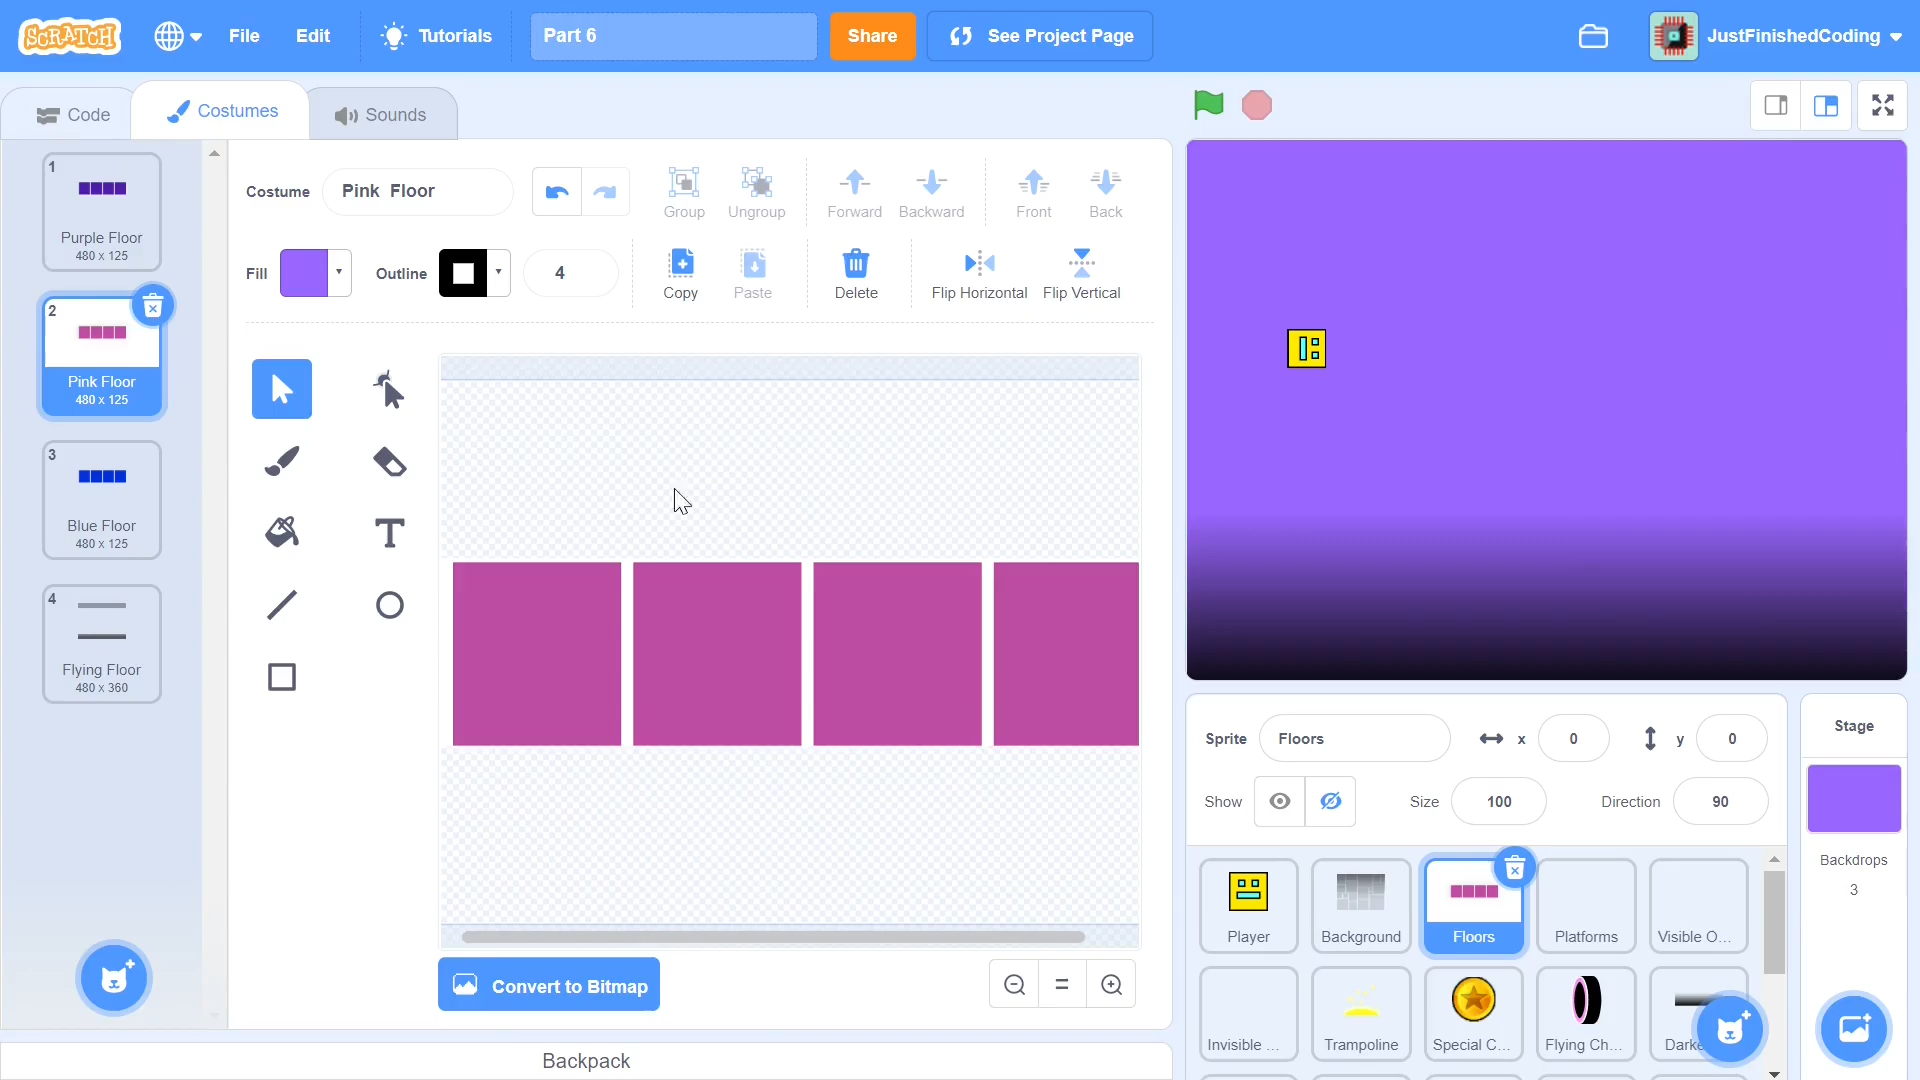 SCRATCH File Edit Tutorials Part 6 Share See Project Page JustFinishedCoding
Code Costumes Sounds
1
Purple Floor
480 x 125
2
Pink Floor
480 x 125
3
Blue Floor
480 x 125
4
Flying Floor
480 x 360
Costume Pink Floor Group Ungroup Forward Backward Front Back
Fill Outline 4 Copy Paste Delete Flip Horizontal Flip Vertical
Convert to Bitmap
Backpack
Sprite Floors x 0 y 0
Show Size 100 Direction 90
Player Background Floors Platforms Visible O...
Invisible ... Trampoline Special C... Flying Ch... Darke
Stage
Backdrops
3